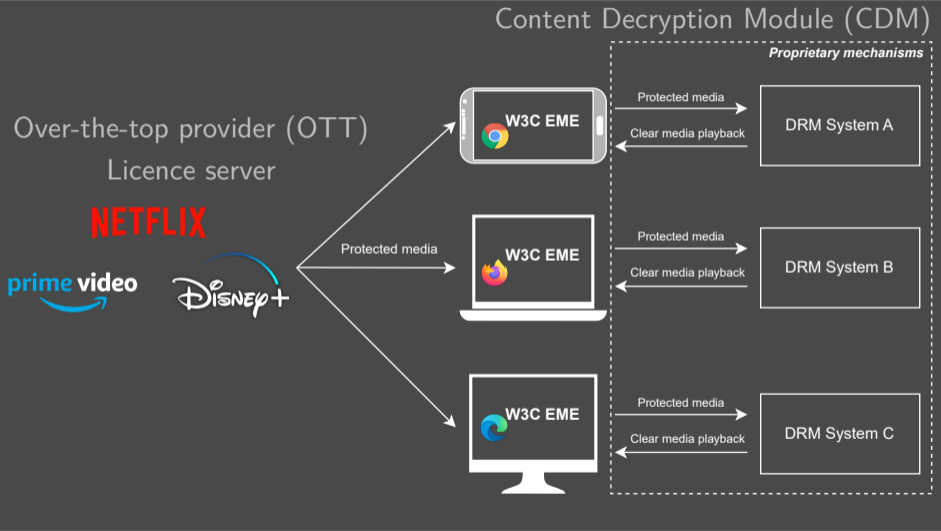 Content Decryption Module (CDM)
Proprietary mechanisms
Over-the-top provider (OTT)
Licence server
NETFLIX
prime video
Disney+
Protected media
W3C EME
Protected media
Clear media playback
DRM System A
W3C EME
Protected media
Clear media playback
DRM System B
W3C EME
Protected media
Clear media playback
DRM System C